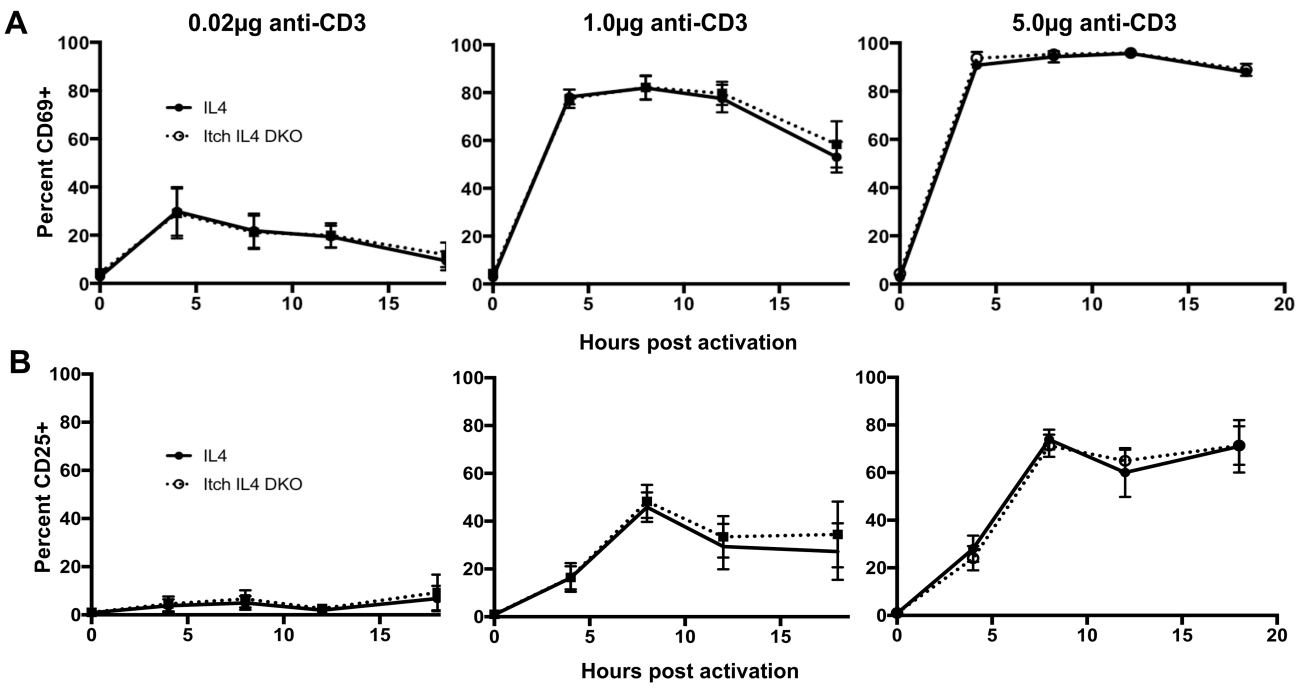 A
0.02µg anti-CD3
1.0µg anti-CD3
5.0µg anti-CD3
Percent CD69+
100
80
60
40
20
0
0 5 10 15
IL4
Itch IL4 DKO
100
80
60
40
20
0
0 5 10 15
100
80
60
40
20
0
0 5 10 15 20
Hours post activation
B
Percent CD25+
100
80
60
40
20
0
0 5 10 15
IL4
Itch IL4 DKO
100
80
60
40
20
0
0 5 10 15
100
80
60
40
20
0
0 5 10 15 20
Hours post activation